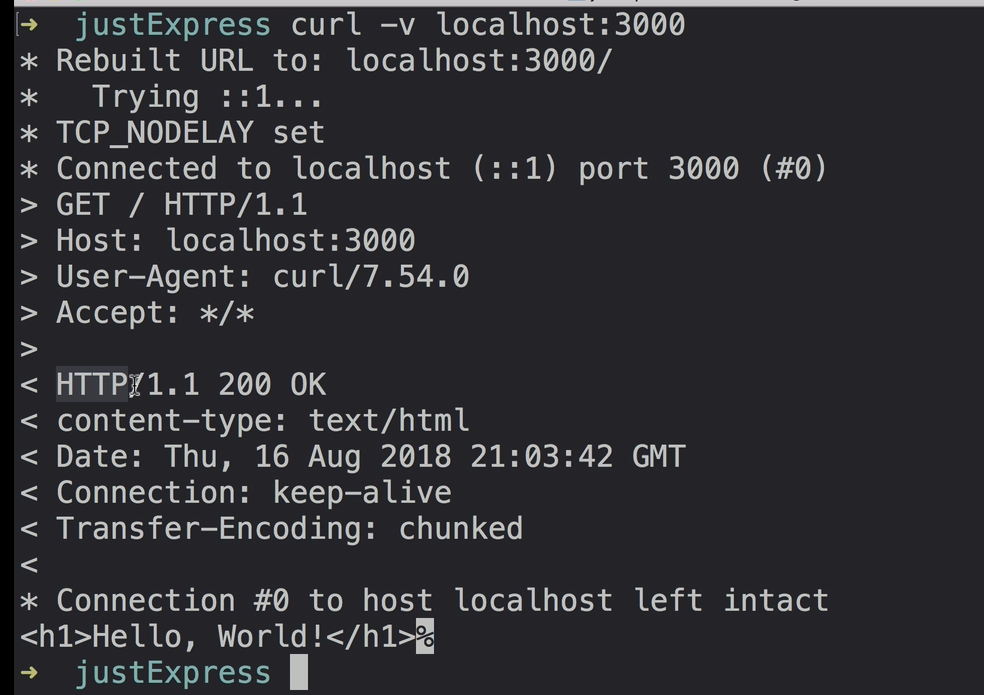 ➜  justExpress curl -v localhost:3000
* Rebuilt URL to: localhost:3000/
*   Trying ::1...
* TCP_NODELAY set
* Connected to localhost (::1) port 3000 (#0)
> GET / HTTP/1.1
> Host: localhost:3000
> User-Agent: curl/7.54.0
> Accept: */*
>
< HTTP/1.1 200 OK
< content-type: text/html
< Date: Thu, 16 Aug 2018 21:03:42 GMT
< Connection: keep-alive
< Transfer-Encoding: chunked
<
* Connection #0 to host localhost left intact
<h1>Hello, World!</h1>%
➜  justExpress